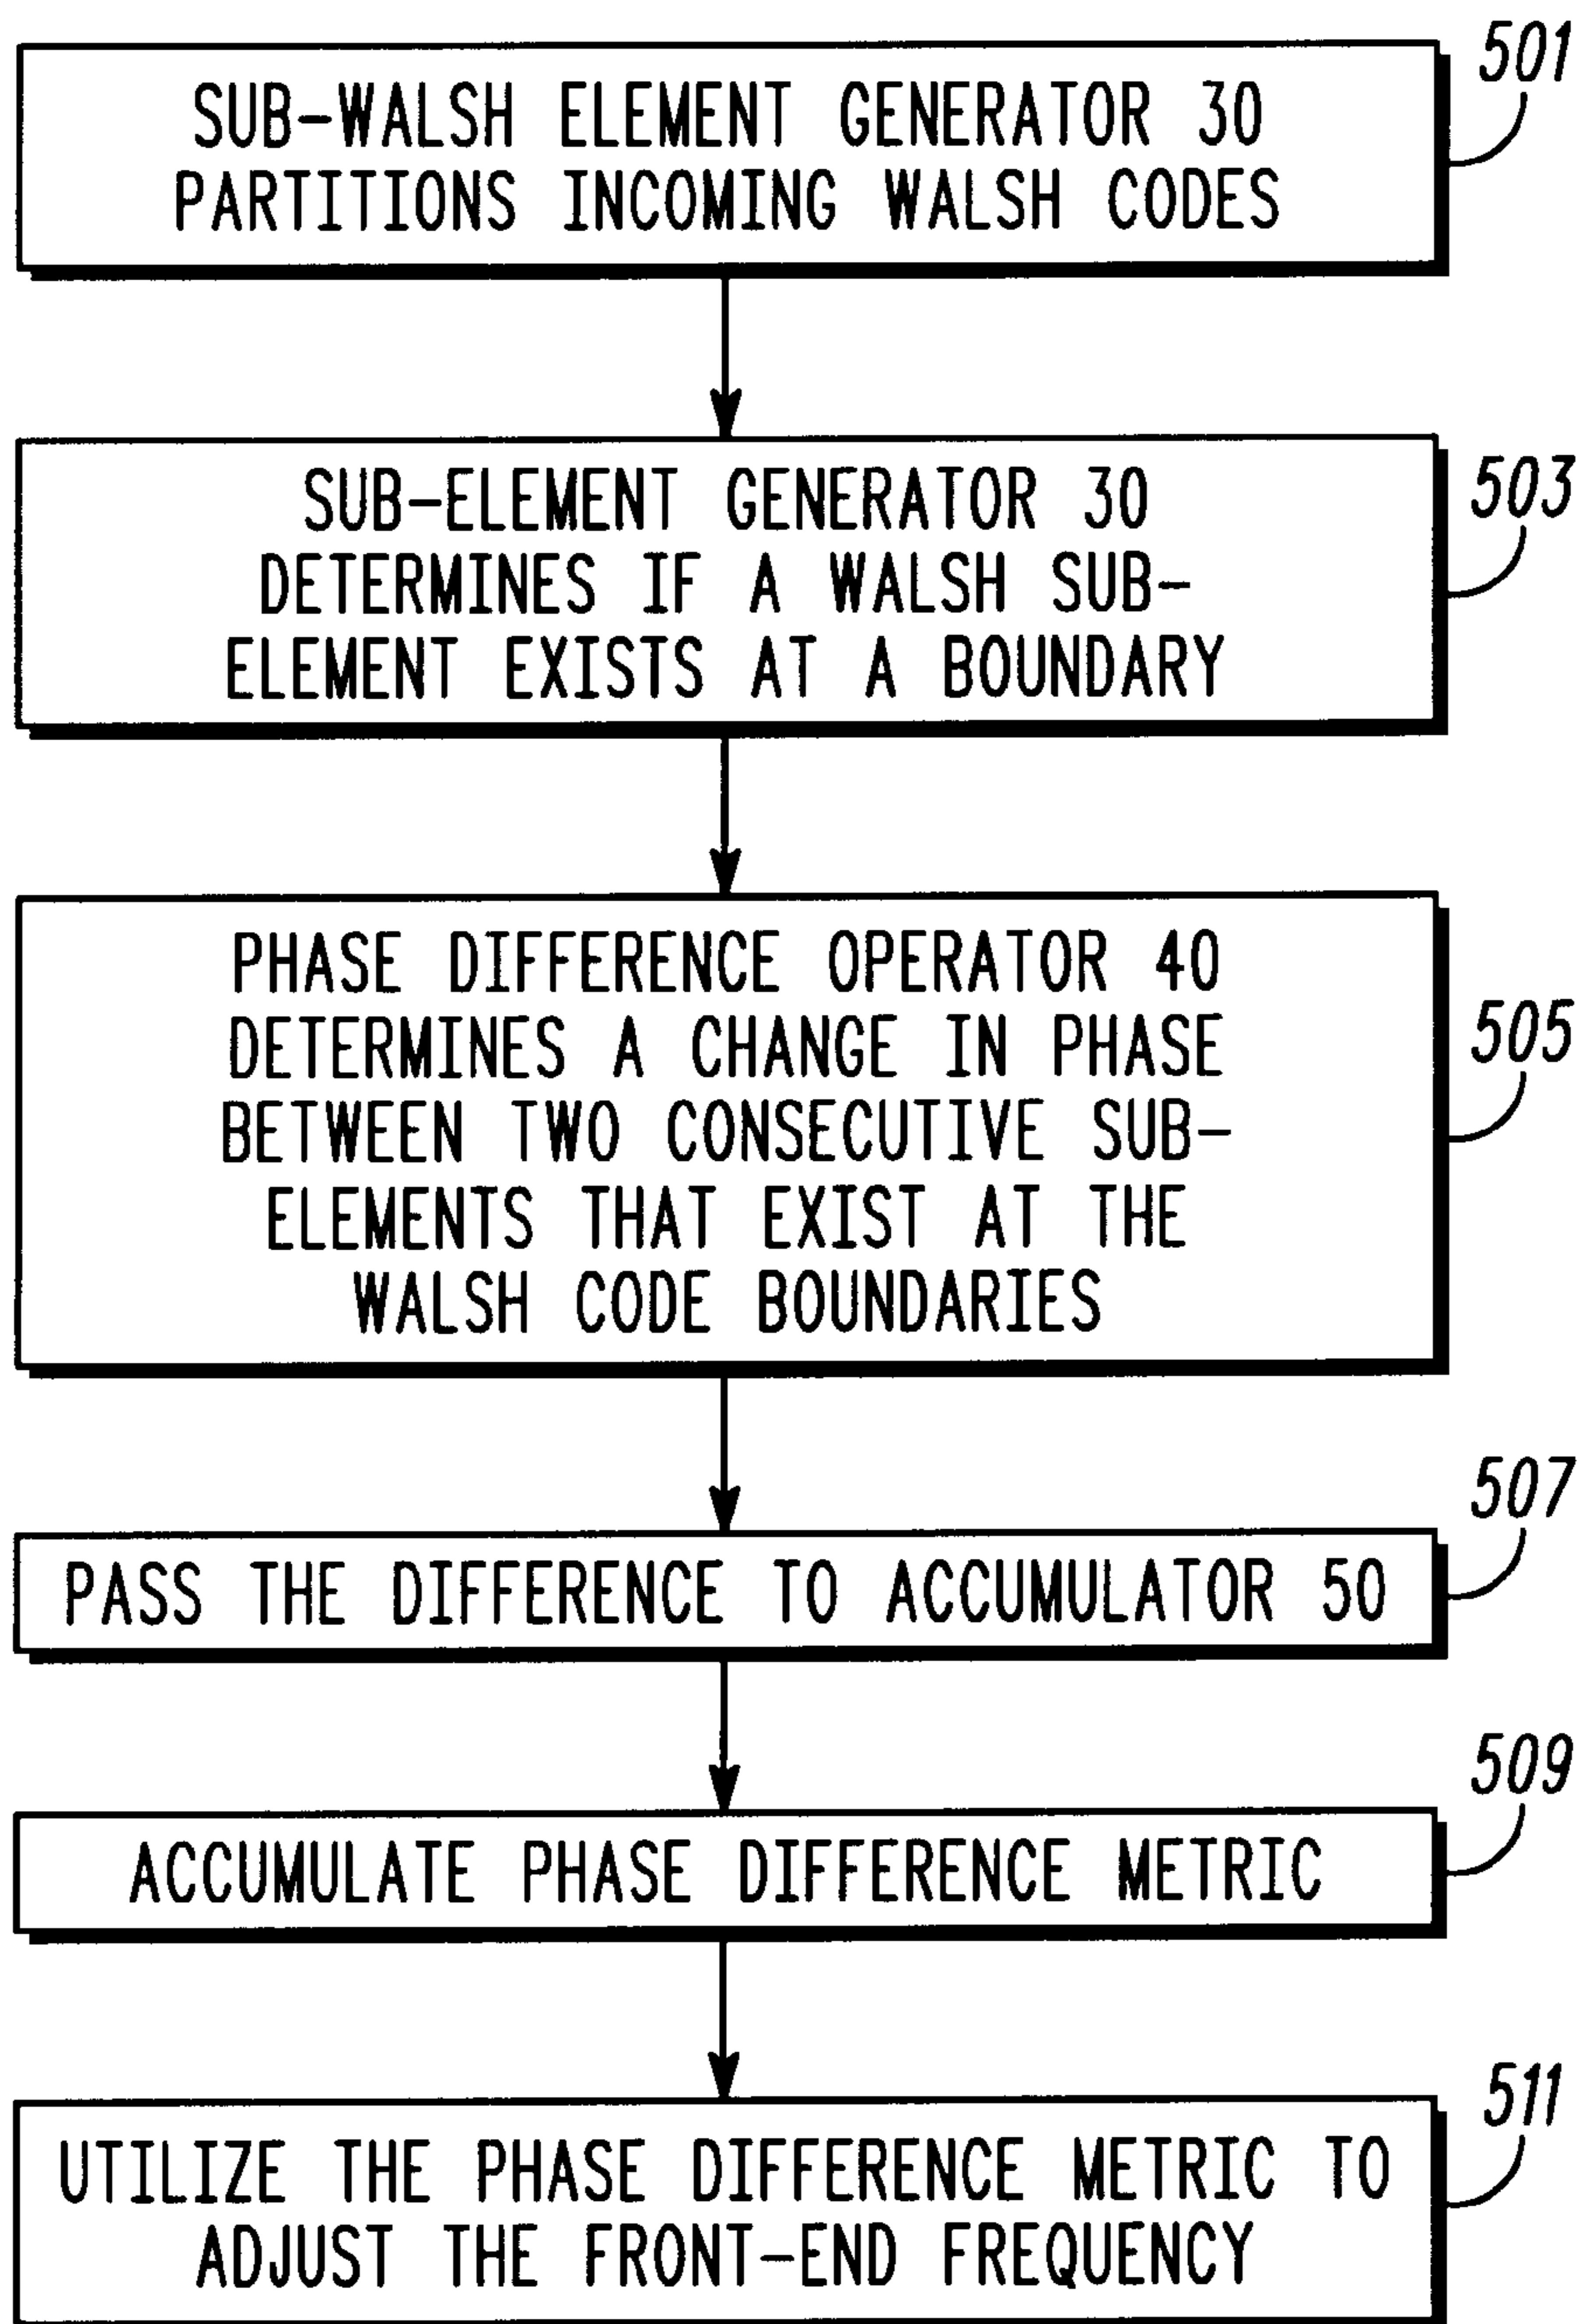 501
SUB-WALSH ELEMENT GENERATOR 30
PARTITIONS INCOMING WALSH CODES
503
SUB-ELEMENT GENERATOR 30
DETERMINES IF A WALSH SUB-
ELEMENT EXISTS AT A BOUNDARY
505
PHASE DIFFERENCE OPERATOR 40
DETERMINES A CHANGE IN PHASE
BETWEEN TWO CONSECUTIVE SUB-
ELEMENTS THAT EXIST AT THE
WALSH CODE BOUNDARIES
507
PASS THE DIFFERENCE TO ACCUMULATOR 50
509
ACCUMULATE PHASE DIFFERENCE METRIC
511
UTILIZE THE PHASE DIFFERENCE METRIC TO
ADJUST THE FRONT-END FREQUENCY